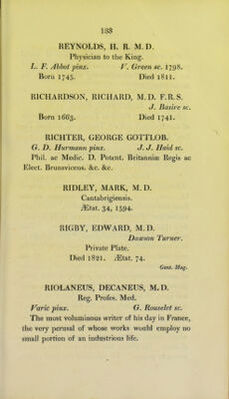 133
REYNOLDS, H. R. M. D.
Physician to the King.
L. F. Abbot pinx. V. Green sc. 1798.
Born 1745. Died 1811.
RICHARDSON, RICHARD, M. D. F. R. S.
J. Basire sc.
Born 1663. Died 1741.
RICHTER, GEORGE GOTTLOB.
G. D. Hurmann pinx. J. J. Haid sc.
Phil. ac Medic. D. Potent. Britanniæ Regis ac
Elect. Brunsvicens. &c. &c.
RIDLEY, MARK, M. D.
Cantabrigiensis.
Ætat. 34, 1594.
RIGBY, EDWARD, M. D.
Dawson Turner.
Private Plate.
Died 1821. Ætat. 74.
Gent. Mag.
RIOLANEUS, DECANEUS, M. D.
Reg. Profes. Med.
Varic pinx. G. Rousselet sc.
The most voluminous writer of his day in France,
the very perusal of whose works would employ no
small portion of an industrious life.